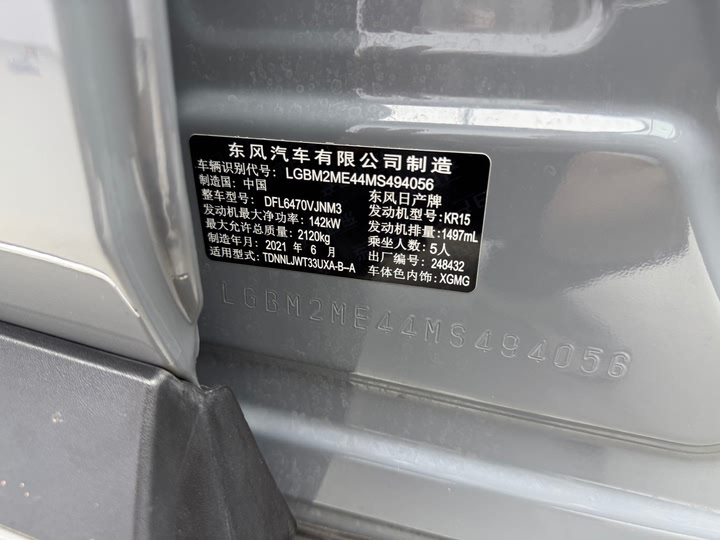 东风汽车有限公司制造
车辆识别代号: LGBM2ME44MS494056
制造国: 中国 东风日产牌
整车型号: DFL6470VJNM3 发动机型号: KR15
发动机最大净功率: 142kW 发动机排量: 1497mL
最大允许总质量: 2120kg 乘坐人数: 5人
制造年月: 2021 年 6 月 出厂编号: 248432
适用型式: TDNNLJWT33UXA-B-A 车体色内饰: XGMG
LGBM2ME44MS494056